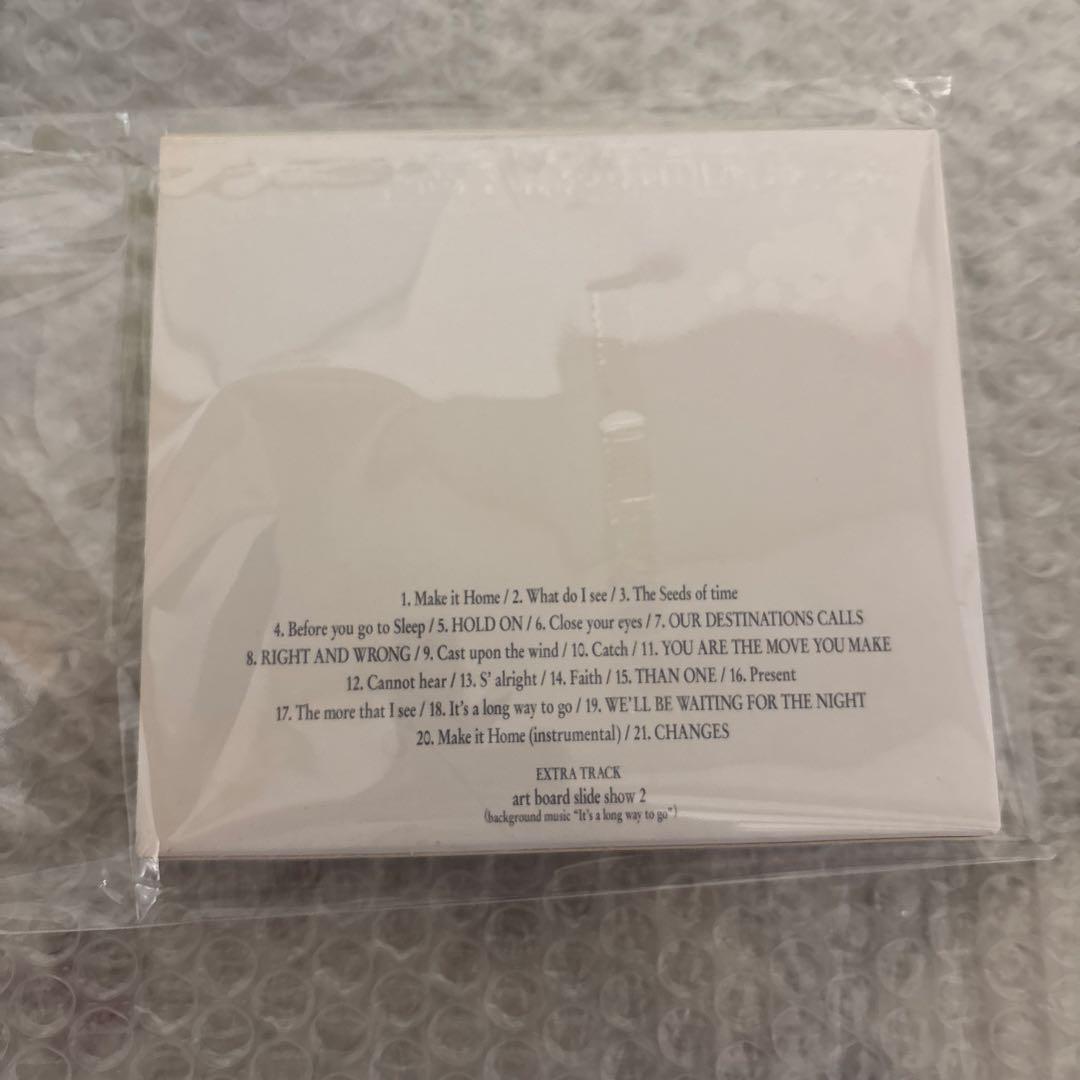 1. Make it Home / 2. What do I see / 3. The Seeds of time
4. Before you go to Sleep / 5. HOLD ON / 6. Close your eyes / 7. OUR DESTINATIONS CALLS
8. RIGHT AND WRONG / 9. Cast upon the wind / 10. Catch / 11. YOU ARE THE MOVE YOU MAKE
12. Cannot hear / 13. S' alright / 14. Faith / 15. THAN ONE / 16. Present
17. The more that I see / 18. It's a long way to go / 19. WE'LL BE WAITING FOR THE NIGHT
20. Make it Home (instrumental) / 21. CHANGES
EXTRA TRACK
art board slide show 2
(background music "It's a long way to go")